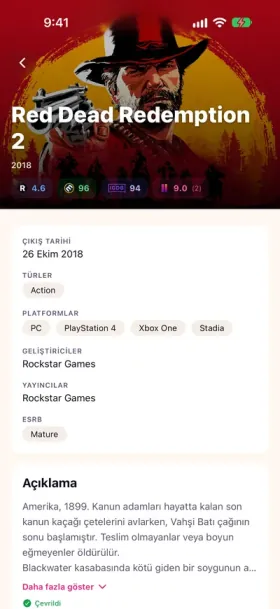 9:41
Red Dead Redemption
2
2018
R 4.6 96 IGDB 94 9.0 (2)
ÇIKIŞ TARİHİ
26 Ekim 2018
TÜRLER
Action
PLATFORMLAR
PC PlayStation 4 Xbox One Stadia
GELİŞTİRİCİLER
Rockstar Games
YAYINCILAR
Rockstar Games
ESRB
Mature
Açıklama
Amerika, 1899. Kanun adamları hayatta kalan son
kanun kaçağı çetelerini avlarken, Vahşi Batı çağının
sonu başlamıştır. Teslim olmayanlar veya boyun
eğmeyenler öldürülür.
Blackwater kasabasında kötü giden bir soygunun a...
Daha fazla göster
Çevrildi